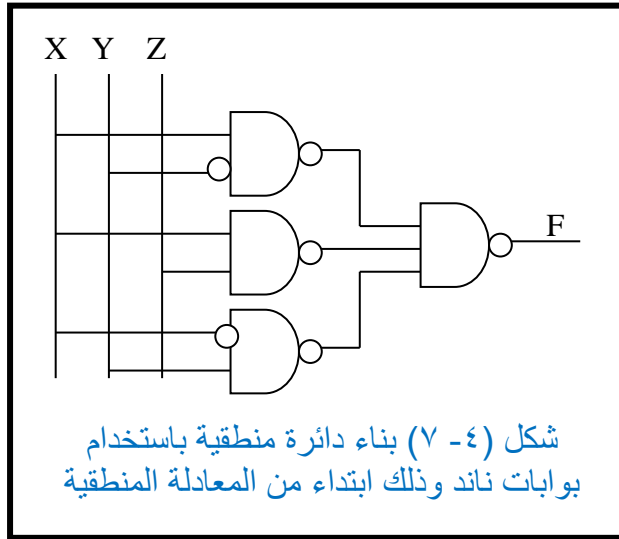 X Y Z
F
شكل (٤- ٧) بناء دائرة منطقية باستخدام
بوابات ناند وذلك ابتداء من المعادلة المنطقية